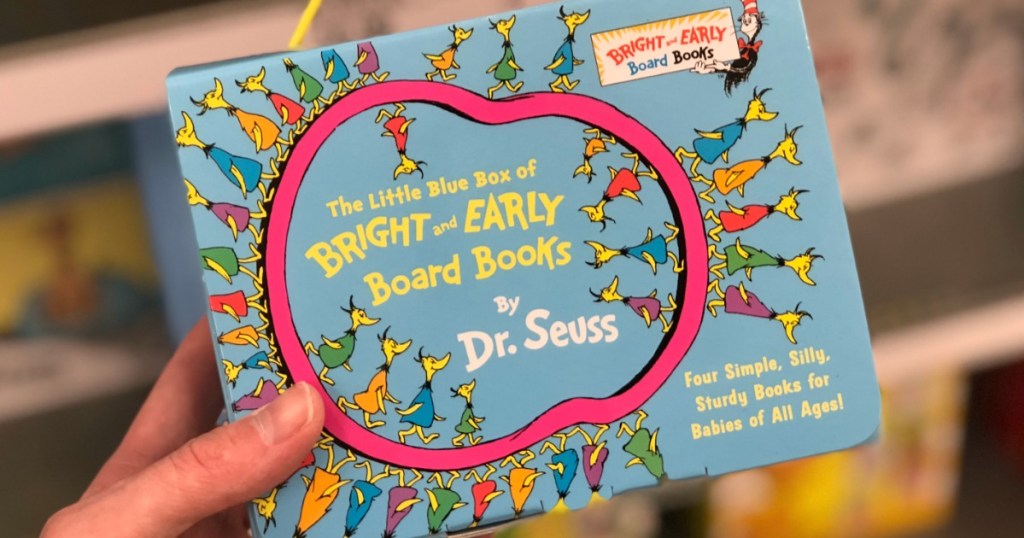 BRIGHT and EARLY
Board Books
The Little Blue Box of
BRIGHT and EARLY
Board Books
By
Dr. Seuss
Four Simple, Silly,
Sturdy Books for
Babies of All Ages!